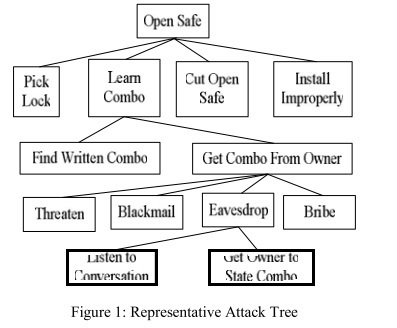 Open Safe
Pick
Lock
Learn
Combo
Cut Open
Safe
Install
Improperly
Find Written Combo
Get Combo From Owner
Threaten
Blackmail
Eavesdrop
Bribe
Listen to
Conversation
Get Owner to
State Combo
Figure 1: Representative Attack Tree